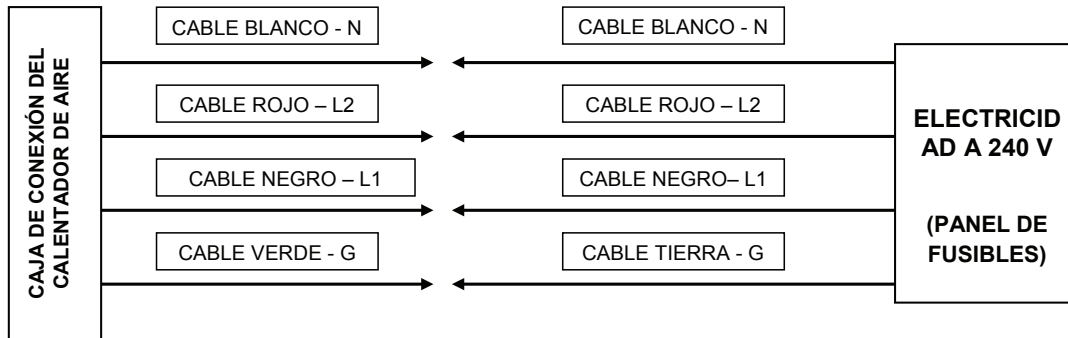 CAJA DE CONEXIÓN DEL
CALENTADOR DE AIRE
CABLE BLANCO - N
CABLE BLANCO - N
CABLE ROJO – L2
CABLE ROJO – L2
CABLE NEGRO – L1
CABLE NEGRO– L1
CABLE VERDE - G
CABLE TIERRA - G
ELECTRICID
AD A 240 V
(PANEL DE
FUSIBLES)